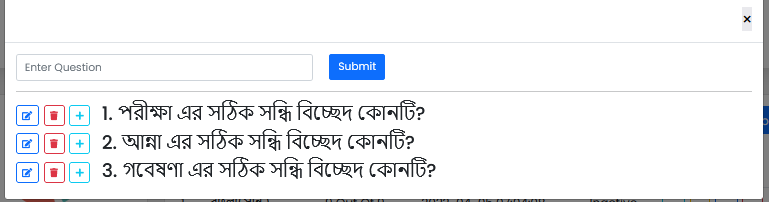 ×
Enter Question Submit
1. পরীক্ষা এর সঠিক সন্ধি বিচ্ছেদ কোনটি?
2. আন্না এর সঠিক সন্ধি বিচ্ছেদ কোনটি?
3. গবেষণা এর সঠিক সন্ধি বিচ্ছেদ কোনটি?